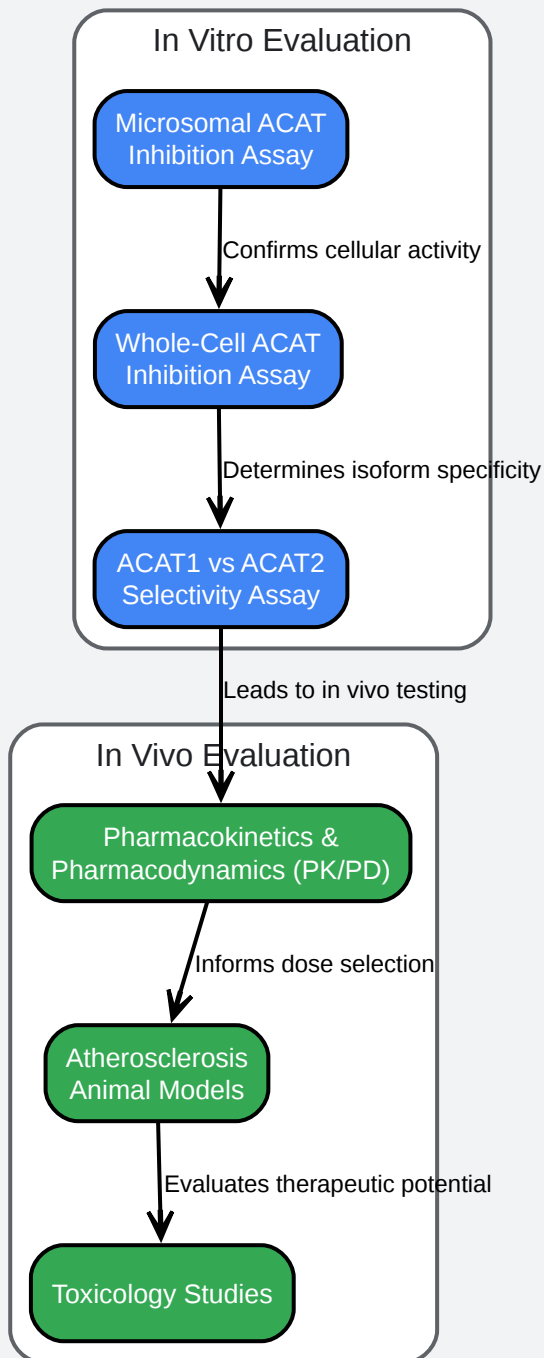 In Vitro Evaluation
Microsomal ACAT
Inhibition Assay
Confirms cellular activity
Whole-Cell ACAT
Inhibition Assay
Determines isoform specificity
ACAT1 vs ACAT2
Selectivity Assay
Leads to in vivo testing
In Vivo Evaluation
Pharmacokinetics &
Pharmacodynamics (PK/PD)
Informs dose selection
Atherosclerosis
Animal Models
Evaluates therapeutic potential
Toxicology Studies